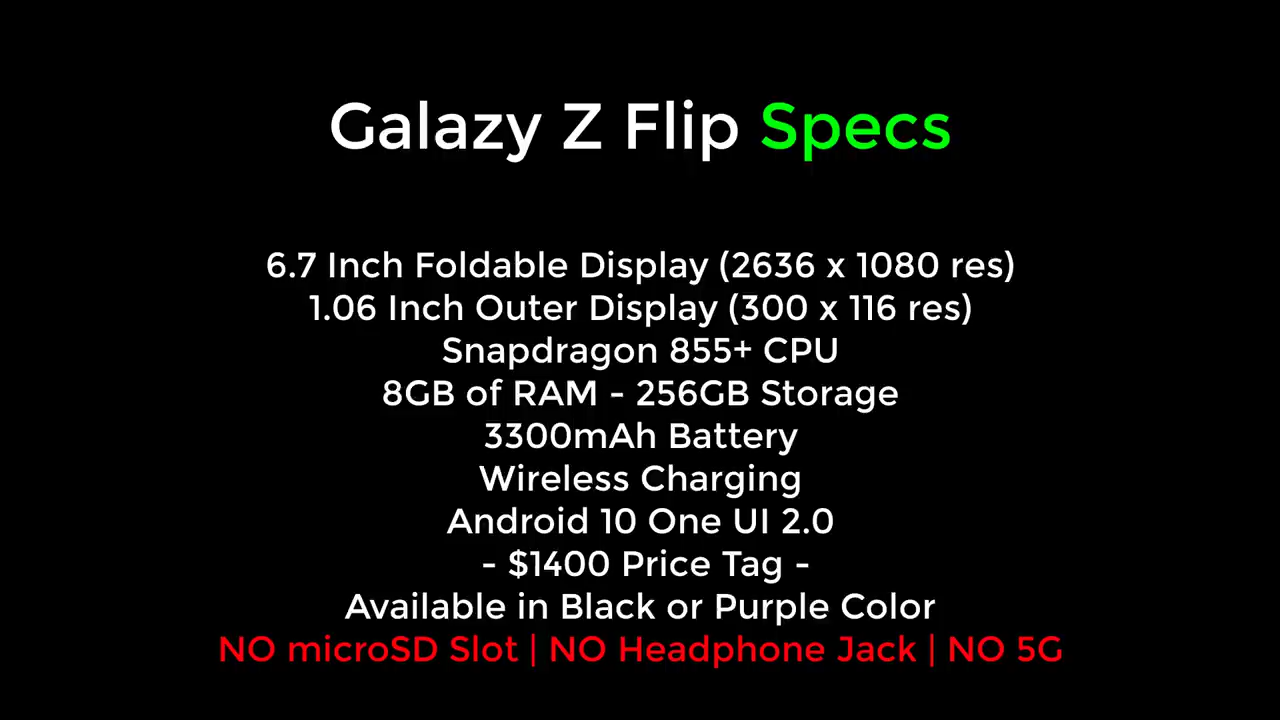 Galazy Z Flip Specs
6.7 Inch Foldable Display (2636 x 1080 res)
1.06 Inch Outer Display (300 x 116 res)
Snapdragon 855+ CPU
8GB of RAM - 256GB Storage
3300mAh Battery
Wireless Charging
Android 10 One UI 2.0
- $1400 Price Tag -
Available in Black or Purple Color
NO microSD Slot | NO Headphone Jack | NO 5G